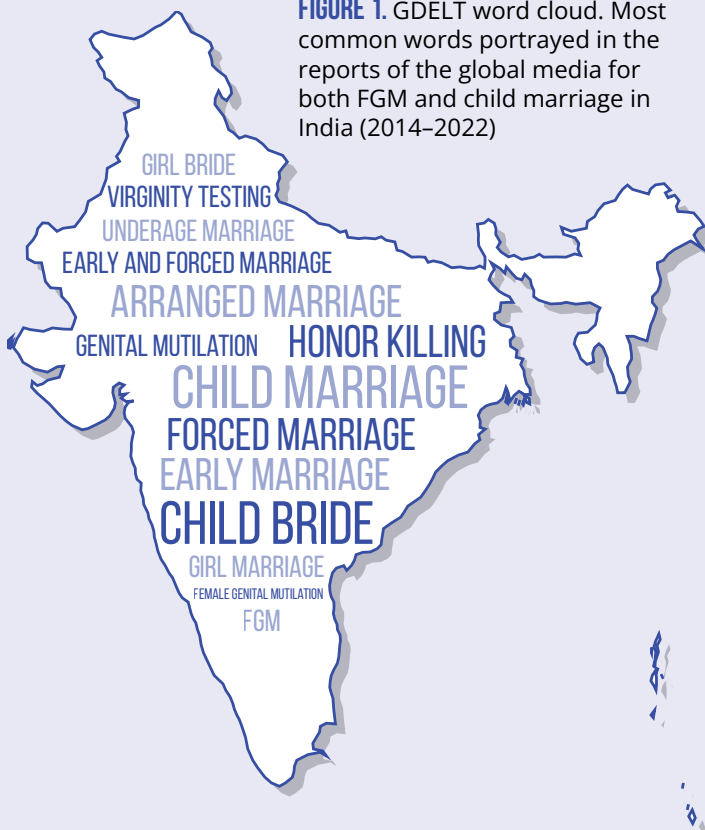 FIGURE 1. GDELT word cloud. Most
common words portrayed in the
reports of the global media for
both FGM and child marriage in
India (2014–2022)
GIRL BRIDE
VIRGINITY TESTING
UNDERAGE MARRIAGE
EARLY AND FORCED MARRIAGE
ARRANGED MARRIAGE
GENITAL MUTILATION HONOR KILLING
CHILD MARRIAGE
FORCED MARRIAGE
EARLY MARRIAGE
CHILD BRIDE
GIRL MARRIAGE
FEMALE GENITAL MUTILATION
FGM